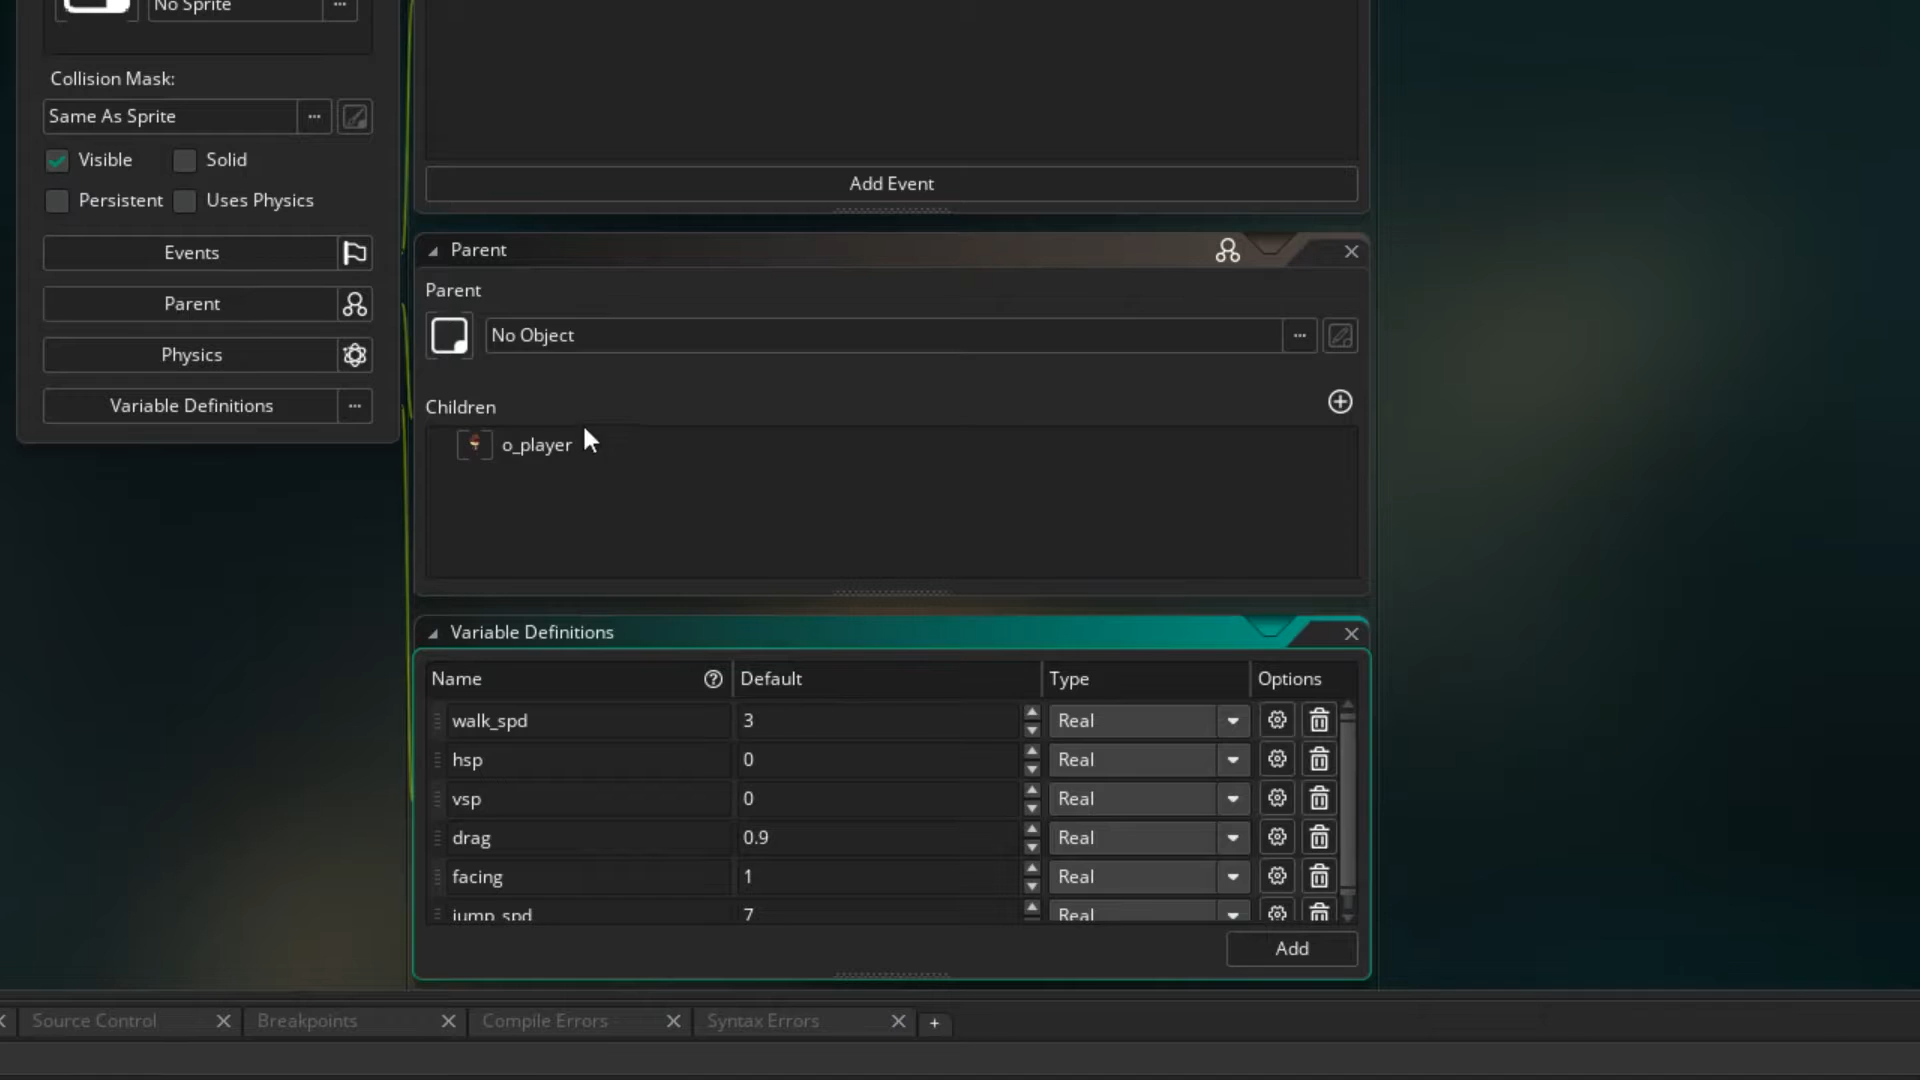 No Sprite ...
Collision Mask:
Same As Sprite ...
Visible Solid
Persistent Uses Physics
Events
Parent
Physics
Variable Definitions ...
Add Event
Parent
Parent
No Object ...
Children
o_player
Variable Definitions
Name Default Type Options
walk_spd 3 Real
hsp 0 Real
vsp 0 Real
drag 0.9 Real
facing 1 Real
jump_spd 7 Real
Add
Source Control Breakpoints Compile Errors Syntax Errors +